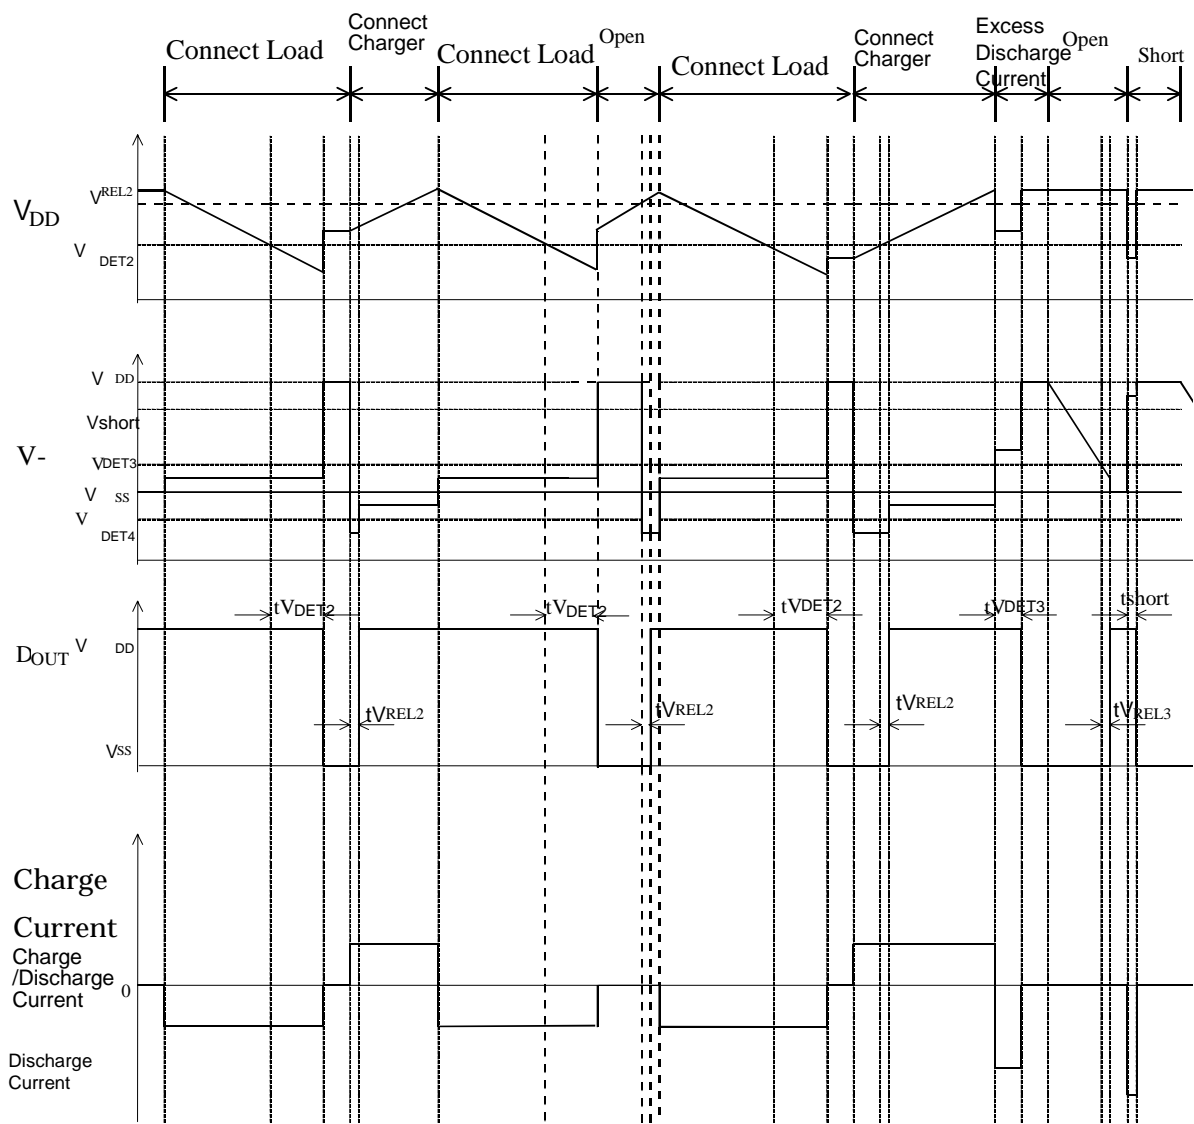 Connect Load
Connect
Charger
Connect Load
Open
Connect Load
Connect
Charger
Excess
Discharge
Current
Open
Short
VDD
VREL2
V DET2
V-
V DD
Vshort
VDET3
V SS
V DET4
DOUT
V DD
VSS
tVDET2
tVDET2
tVDET2
tVDET3
tshort
tVREL2
tVREL2
tVREL2
tVREL3
Charge
Current
Charge
/Discharge
Current
0
Discharge
Current